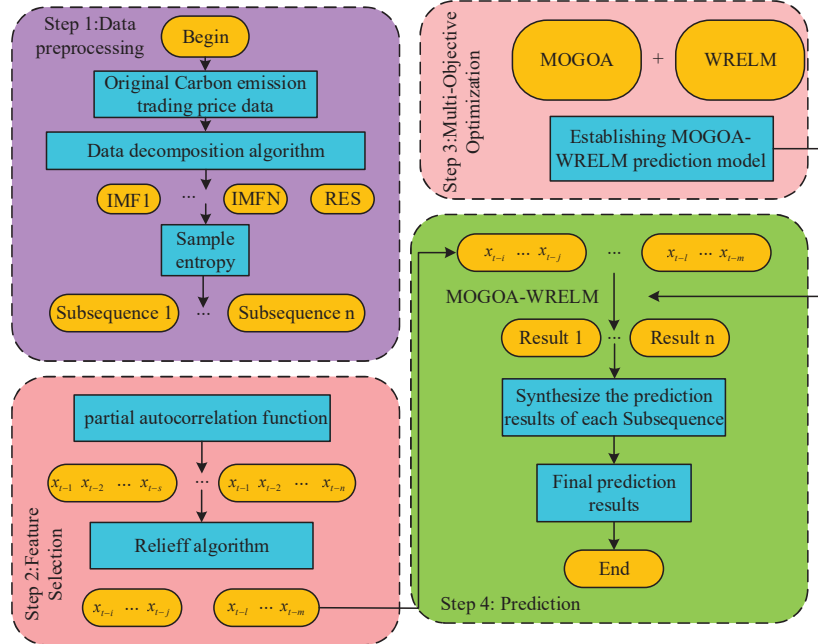 Step 1:Data
preprocessing
Begin
Original Carbon emission
trading price data
Data decomposition algorithm
IMF1 ... IMFN RES
Sample
entropy
Subsequence 1 ... Subsequence n
Step 2:Feature
Selection
partial autocorrelation function
x_{t-1} x_{t-2} ... x_{t-s} ... x_{t-1} x_{t-2} ... x_{t-n}
Relieff algorithm
x_{t-i} ... x_{t-j} x_{t-l} ... x_{t-m}
Step 3:Multi-Objective
Optimization
MOGOA + WRELM
Establishing MOGOA-
WRELM prediction model
x_{t-i} ... x_{t-j} ... x_{t-l} ... x_{t-m}
MOGOA-WRELM
Result 1 ... Result n
Synthesize the prediction
results of each Subsequence
Final prediction
results
End
Step 4: Prediction